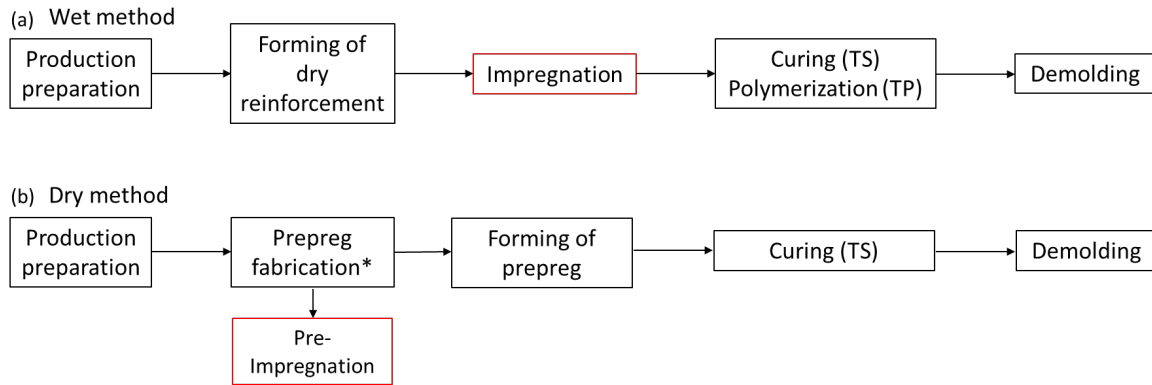 (a) Wet method
Production
preparation
Forming of
dry
reinforcement
Impregnation
Curing (TS)
Polymerization (TP)
Demolding
(b) Dry method
Production
preparation
Prepreg
fabrication*
Forming of
prepreg
Curing (TS)
Demolding
Pre-
Impregnation